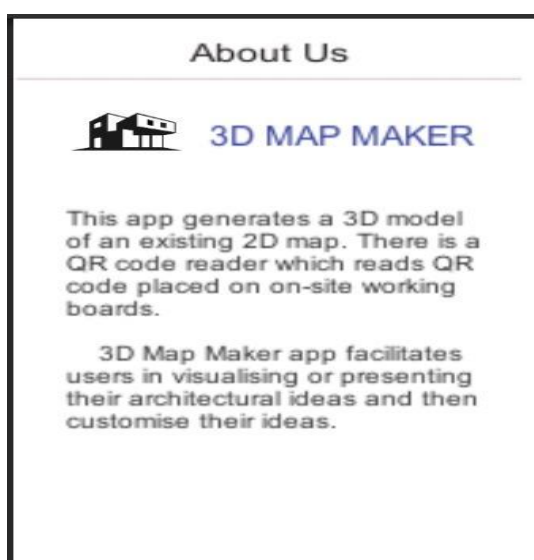 About Us
3D MAP MAKER
This app generates a 3D model
of an existing 2D map. There is a
QR code reader which reads QR
code placed on on-site working
boards.
3D Map Maker app facilitates
users in visualising or presenting
their architectural ideas and then
customise their ideas.